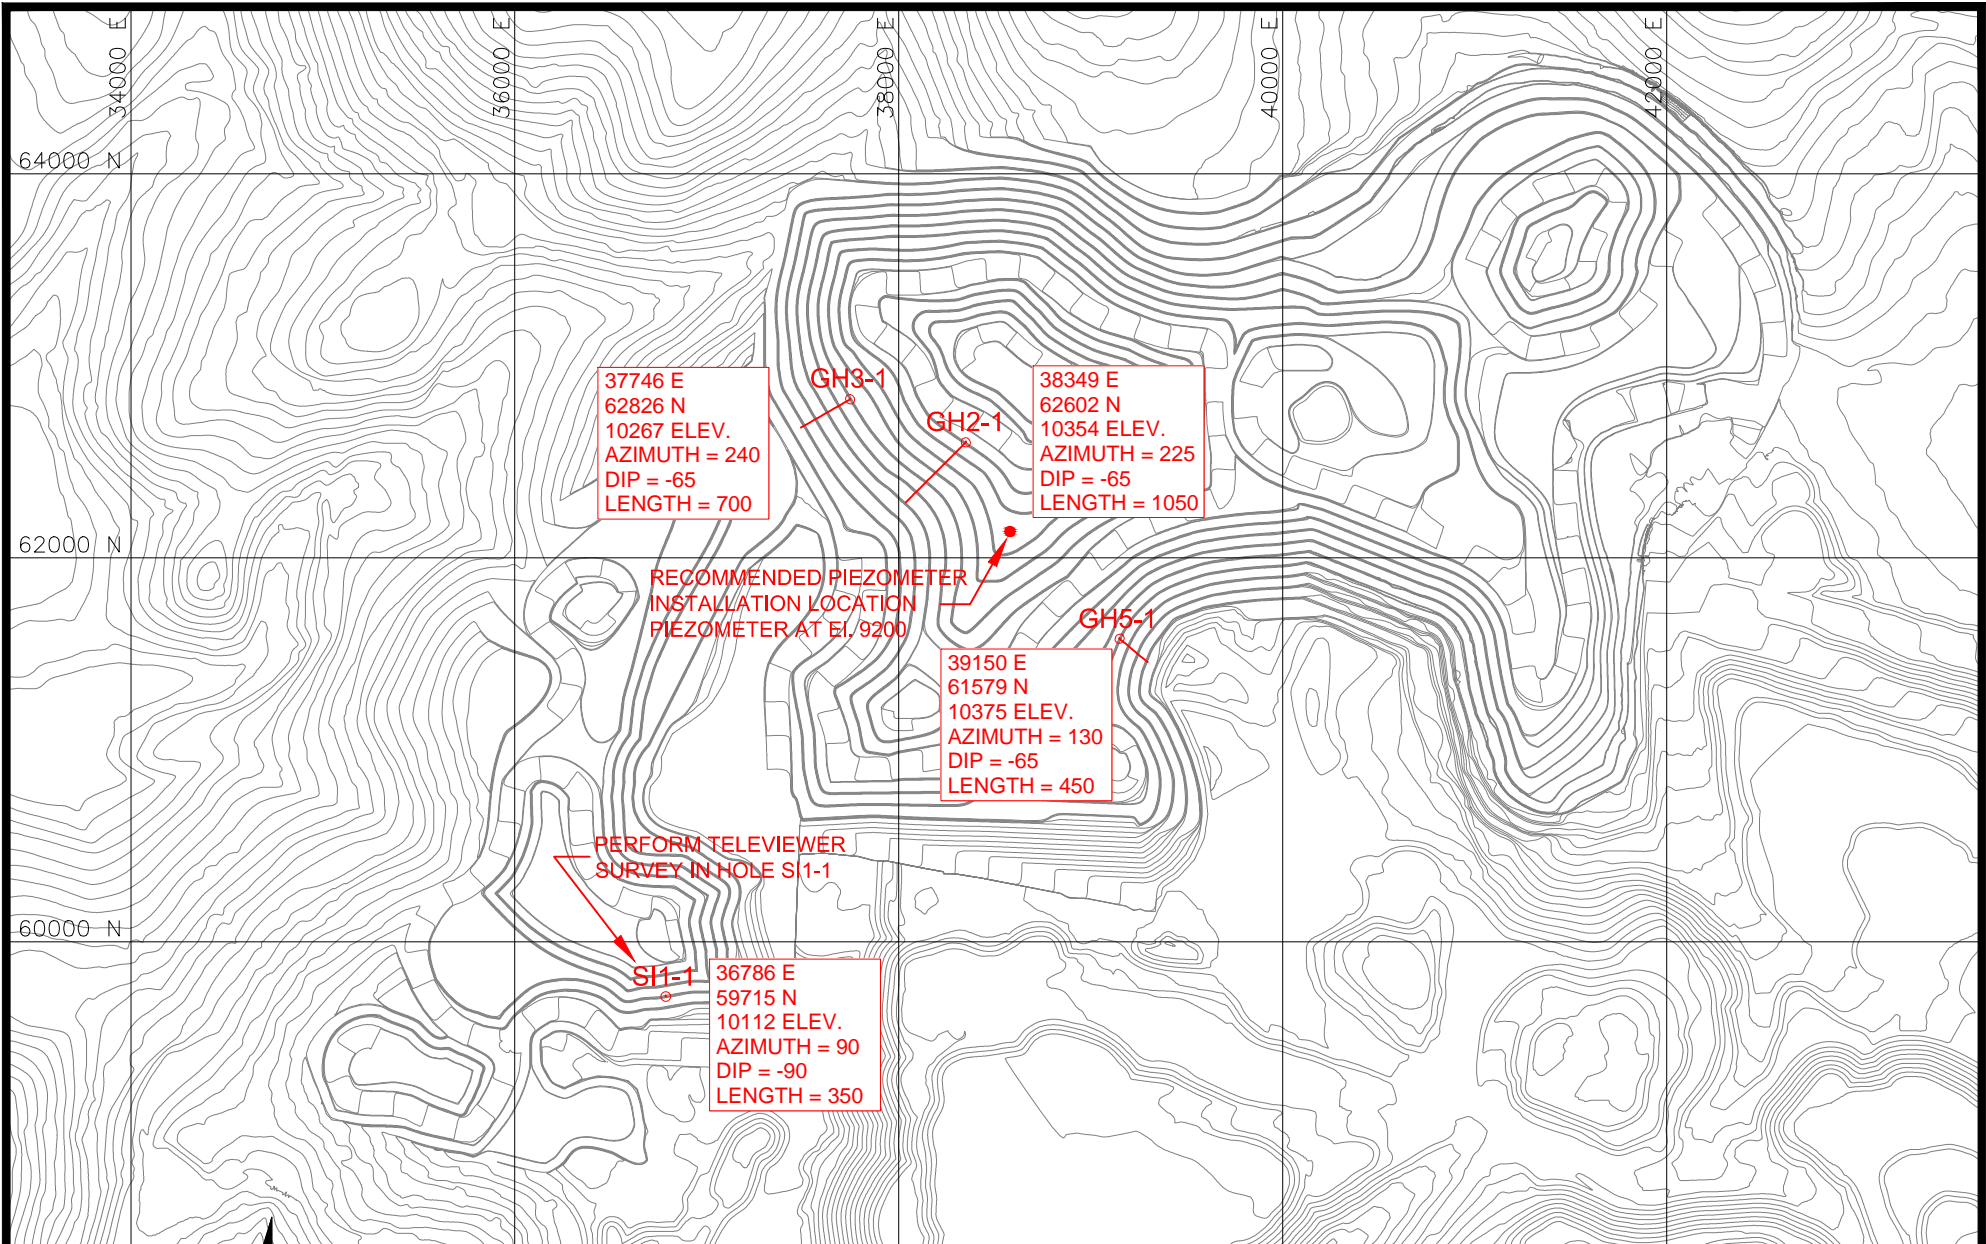 34000 E
36000 E
38000 E
40000 E
42000 E
64000 N
37746 E
62826 N
10267 ELEV.
AZIMUTH = 240
DIP = -65
LENGTH = 700
GH3-1
GH2-1
38349 E
62602 N
10354 ELEV.
AZIMUTH = 225
DIP = -65
LENGTH = 1050
62000 N
RECOMMENDED PIEZOMETER
INSTALLATION LOCATION
PIEZOMETER AT El. 9200
GH5-1
39150 E
61579 N
10375 ELEV.
AZIMUTH = 130
DIP = -65
LENGTH = 450
PERFORM TELEVIEWER
SURVEY IN HOLE SI1-1
60000 N
SI1-1
36786 E
59715 N
10112 ELEV.
AZIMUTH = 90
DIP = -90
LENGTH = 350